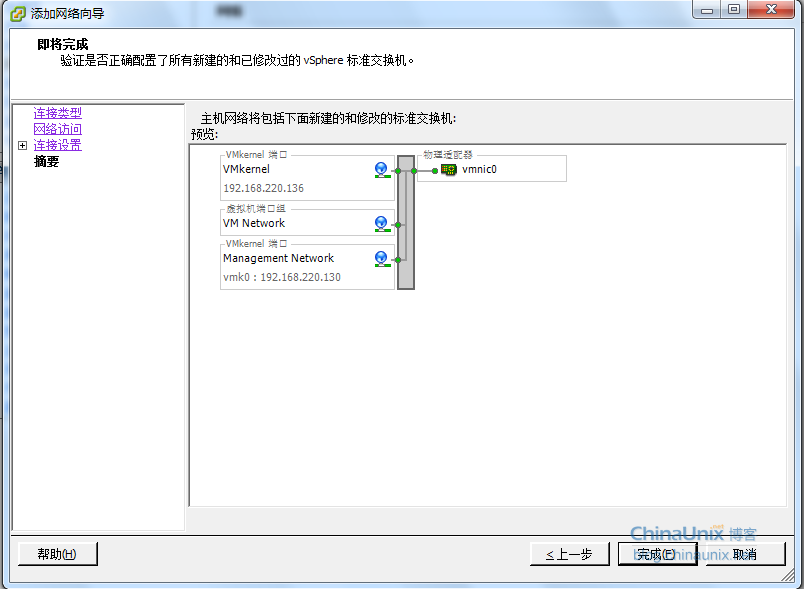 添加网络向导
即将完成
验证是否正确配置了所有新建的和已修改过的 vSphere 标准交换机。
连接类型
网络访问
连接设置
摘要
主机网络将包括下面新建的和修改的标准交换机:
预览:
VMkernel 端口
VMkernel
192.168.220.136
物理适配器
vmnic0
虚拟机端口组
VM Network
VMkernel 端口
Management Network
vmk0 : 192.168.220.130
ChinaUnix.net 博客
帮助(H)
< 上一步
完成(F)
取消